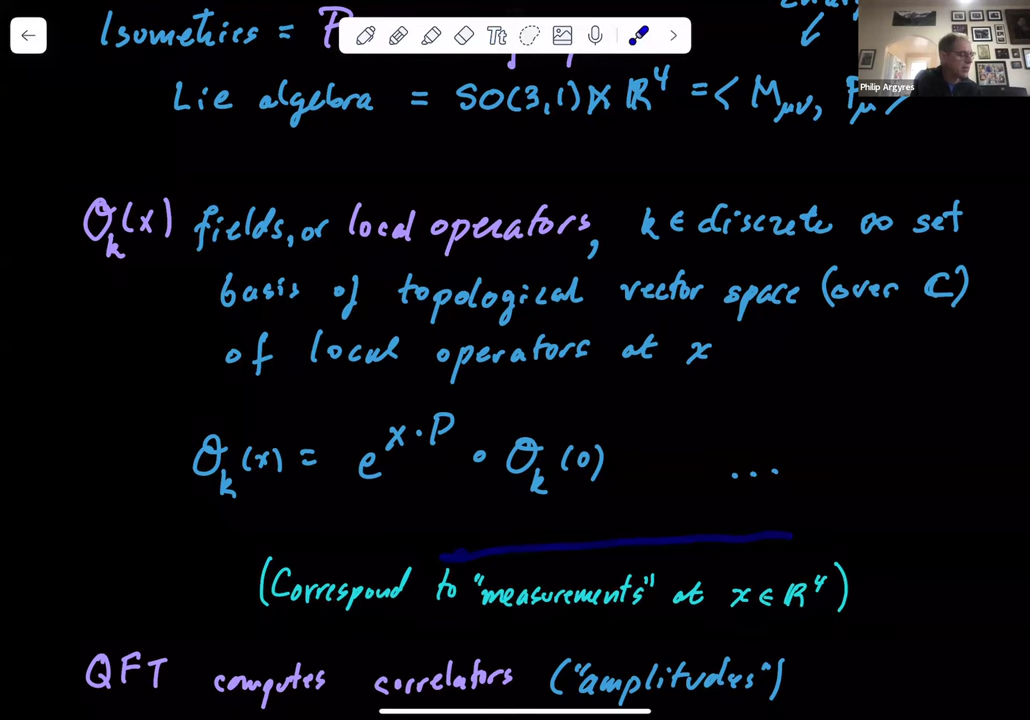 Isometries = P
Lie algebra = SO(3,1) ⋊ ℝ⁴ = < M_μν, P_μ >
Philip Argyres
O_k(x) fields, or local operators, k ∈ discrete ∞ set
basis of topological vector space (over ℂ)
of local operators at x
O_k(x) = e^{x·P} ∘ O_k(0) ...
(Correspond to "measurements" at x ∈ ℝ⁴)
QFT computes correlators ("amplitudes")